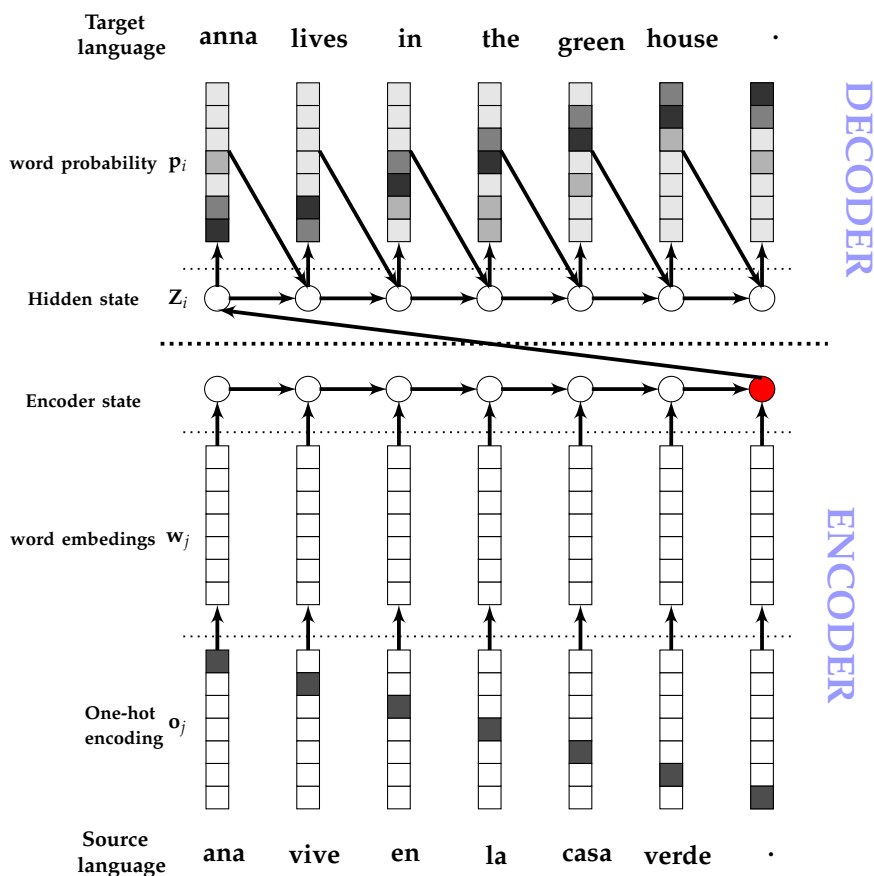 Target
language
anna lives in the green house .
DECODER
word probability p_i
Hidden state Z_i
Encoder state
word embedings w_j
ENCODER
One-hot
encoding o_j
Source
language
ana vive en la casa verde .